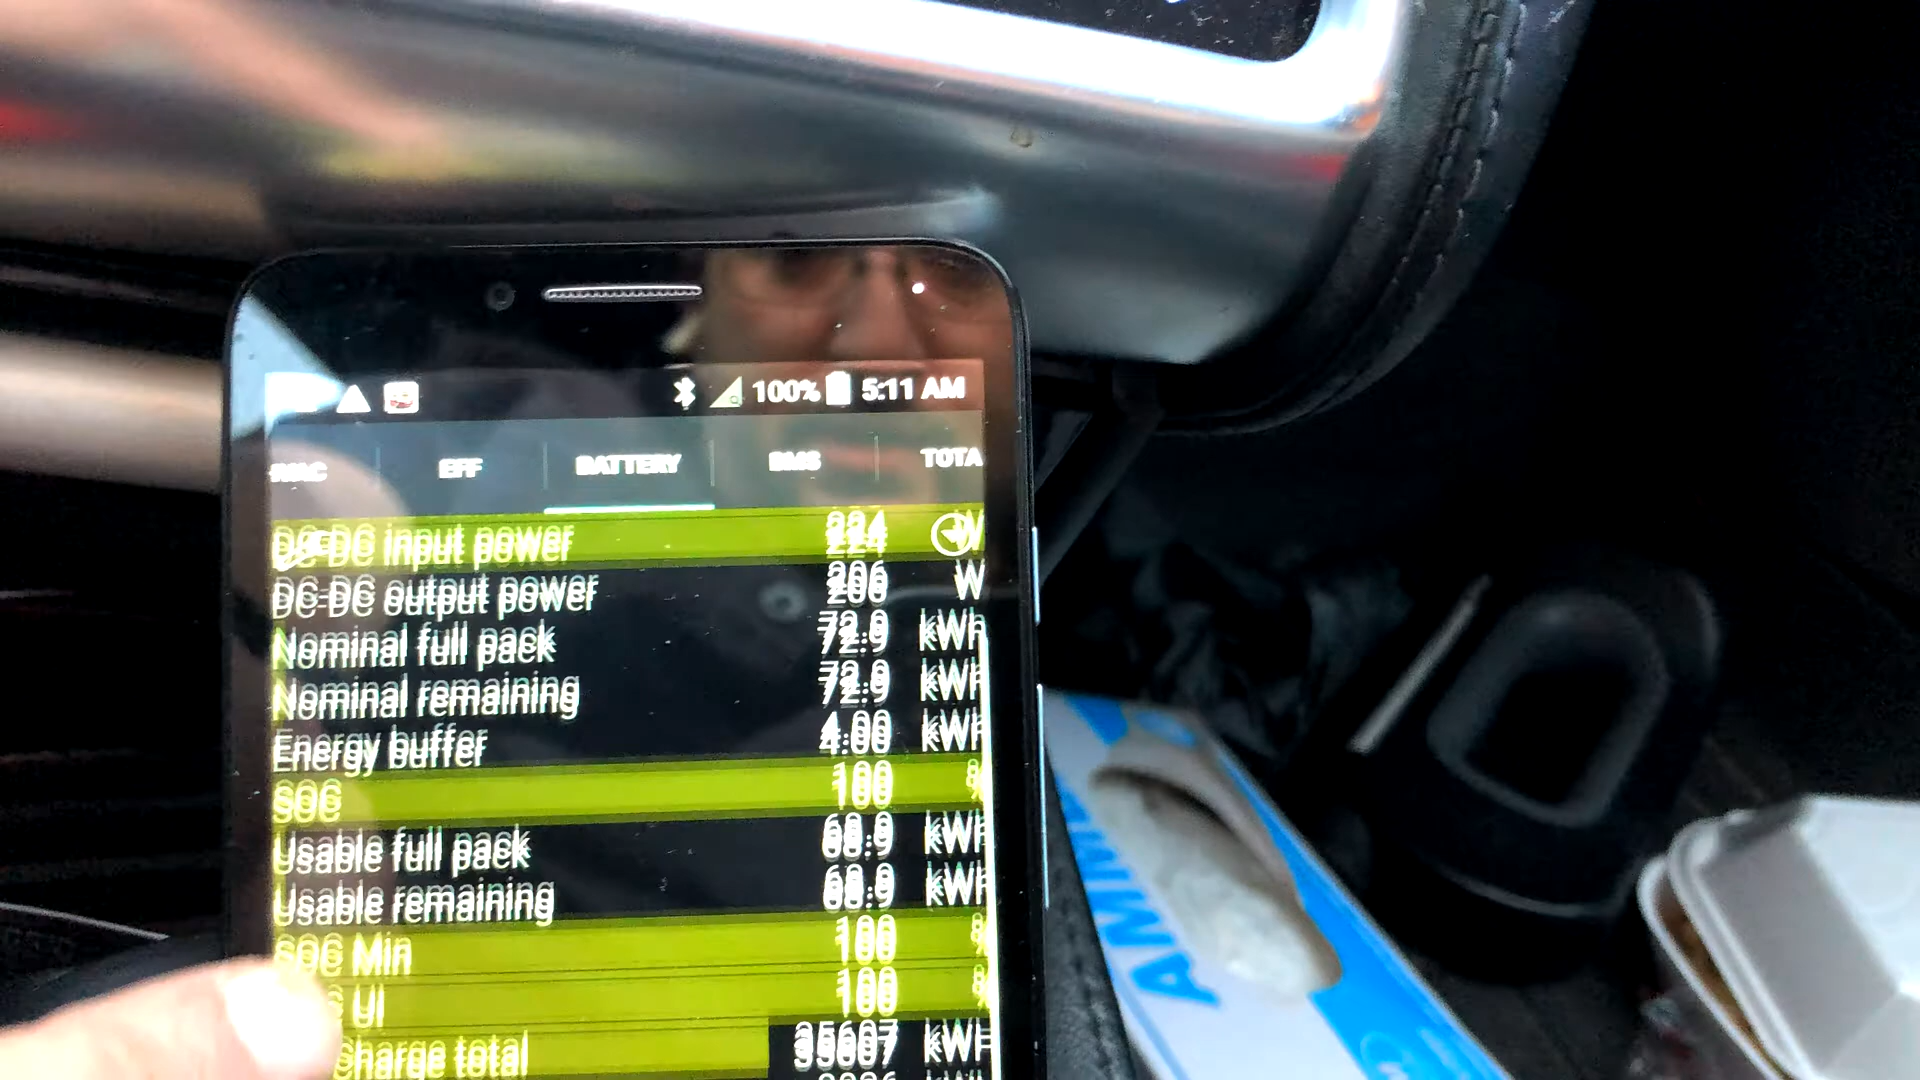 100% 5:11 AM
EFF BATTERY BMS TOTA
DC-DC input power 224 W
DC-DC output power 206 W
Nominal full pack 72.9 kWh
Nominal remaining 72.9 kWh
Energy buffer 4.00 kWh
SOC 100 %
Usable full pack 68.9 kWh
Usable remaining 68.9 kWh
SOC Min 100 %
UI 100 %
harge total 35607 kWh